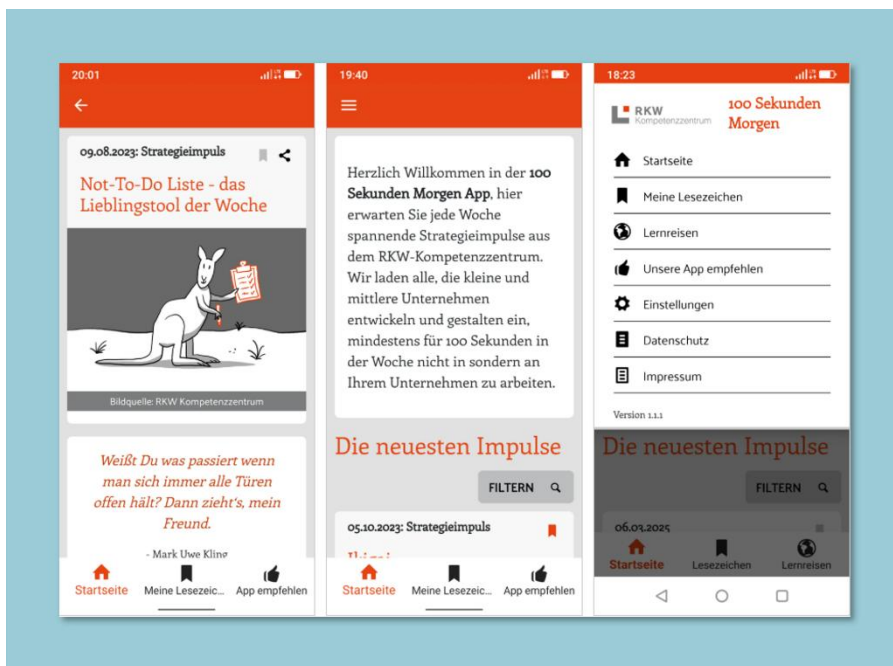 20:01
09.08.2023: Strategieimpuls
Not-To-Do Liste - das
Lieblingstool der Woche
Bildquelle: RKW Kompetenzzentrum
Weißt Du was passiert wenn
man sich immer alle Türen
offen hält? Dann zieht's, mein
Freund.
- Mark Uwe Kling
Startseite
Meine Lesezeic...
App empfehlen
19:40
Herzlich Willkommen in der 100
Sekunden Morgen App, hier
erwarten Sie jede Woche
spannende Strategieimpulse aus
dem RKW-Kompetenzzentrum.
Wir laden alle, die kleine und
mittlere Unternehmen
entwickeln und gestalten ein,
mindestens für 100 Sekunden in
der Woche nicht in sondern an
Ihrem Unternehmen zu arbeiten.
Die neuesten Impulse
FILTERN
05.10.2023: Strategieimpuls
Startseite
Meine Lesezeic...
App empfehlen
18:23
RKW
Kompetenzzentrum
100 Sekunden
Morgen
Startseite
Meine Lesezeichen
Lernreisen
Unsere App empfehlen
Einstellungen
Datenschutz
Impressum
Version 1.1.1
Die neuesten Impulse
FILTERN
06.03.2025
Startseite
Lesezeichen
Lernreisen